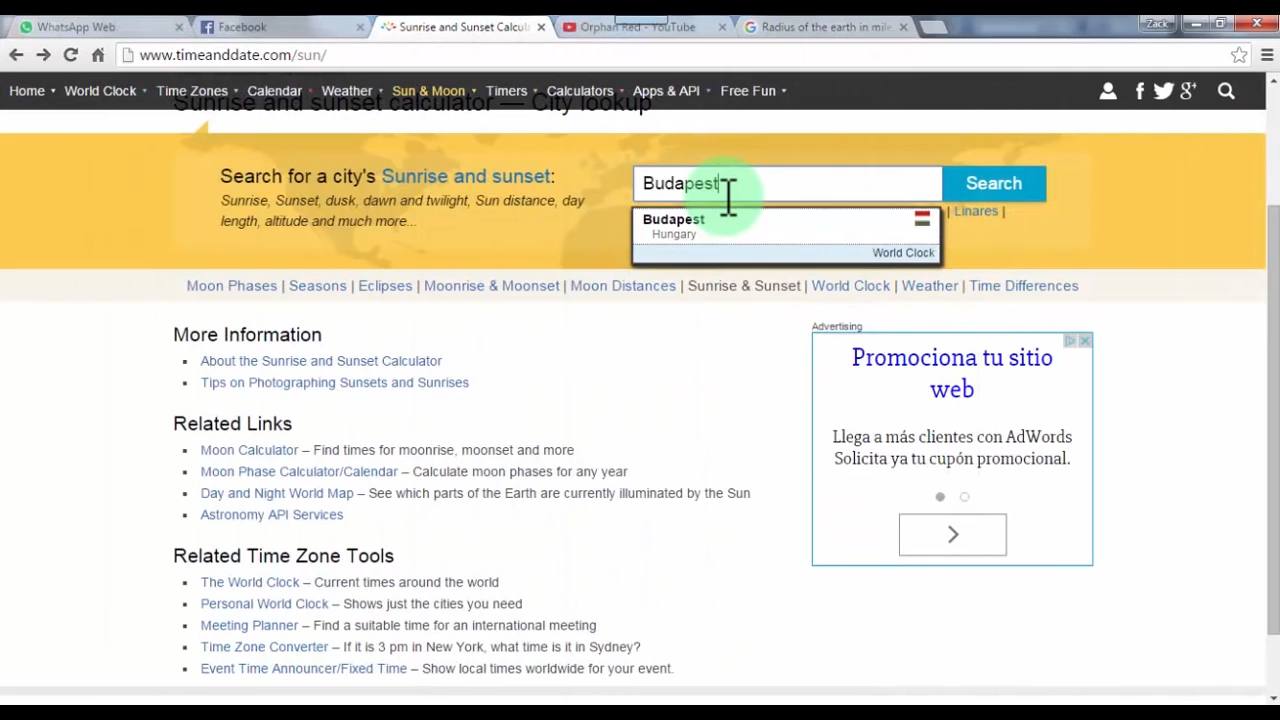 WhatsApp Web
Facebook
Sunrise and Sunset Calcul
Orphan Red - YouTube
Radius of the earth in mile
Zack
www.timeanddate.com/sun/
Home World Clock Time Zones Calendar Weather Sun & Moon Timers Calculators Apps & API Free Fun
Sunrise and sunset calculator — City lookup
Search for a city's Sunrise and sunset:
Sunrise, Sunset, dusk, dawn and twilight, Sun distance, day
length, altitude and much more...
Budapest
Search
Budapest
Hungary
World Clock
| Linares |
Moon Phases | Seasons | Eclipses | Moonrise & Moonset | Moon Distances | Sunrise & Sunset | World Clock | Weather | Time Differences
More Information
About the Sunrise and Sunset Calculator
Tips on Photographing Sunsets and Sunrises
Related Links
Moon Calculator – Find times for moonrise, moonset and more
Moon Phase Calculator/Calendar – Calculate moon phases for any year
Day and Night World Map – See which parts of the Earth are currently illuminated by the Sun
Astronomy API Services
Related Time Zone Tools
The World Clock – Current times around the world
Personal World Clock – Shows just the cities you need
Meeting Planner – Find a suitable time for an international meeting
Time Zone Converter – If it is 3 pm in New York, what time is it in Sydney?
Event Time Announcer/Fixed Time – Show local times worldwide for your event.
Advertising
Promociona tu sitio
web
Llega a más clientes con AdWords
Solicita ya tu cupón promocional.